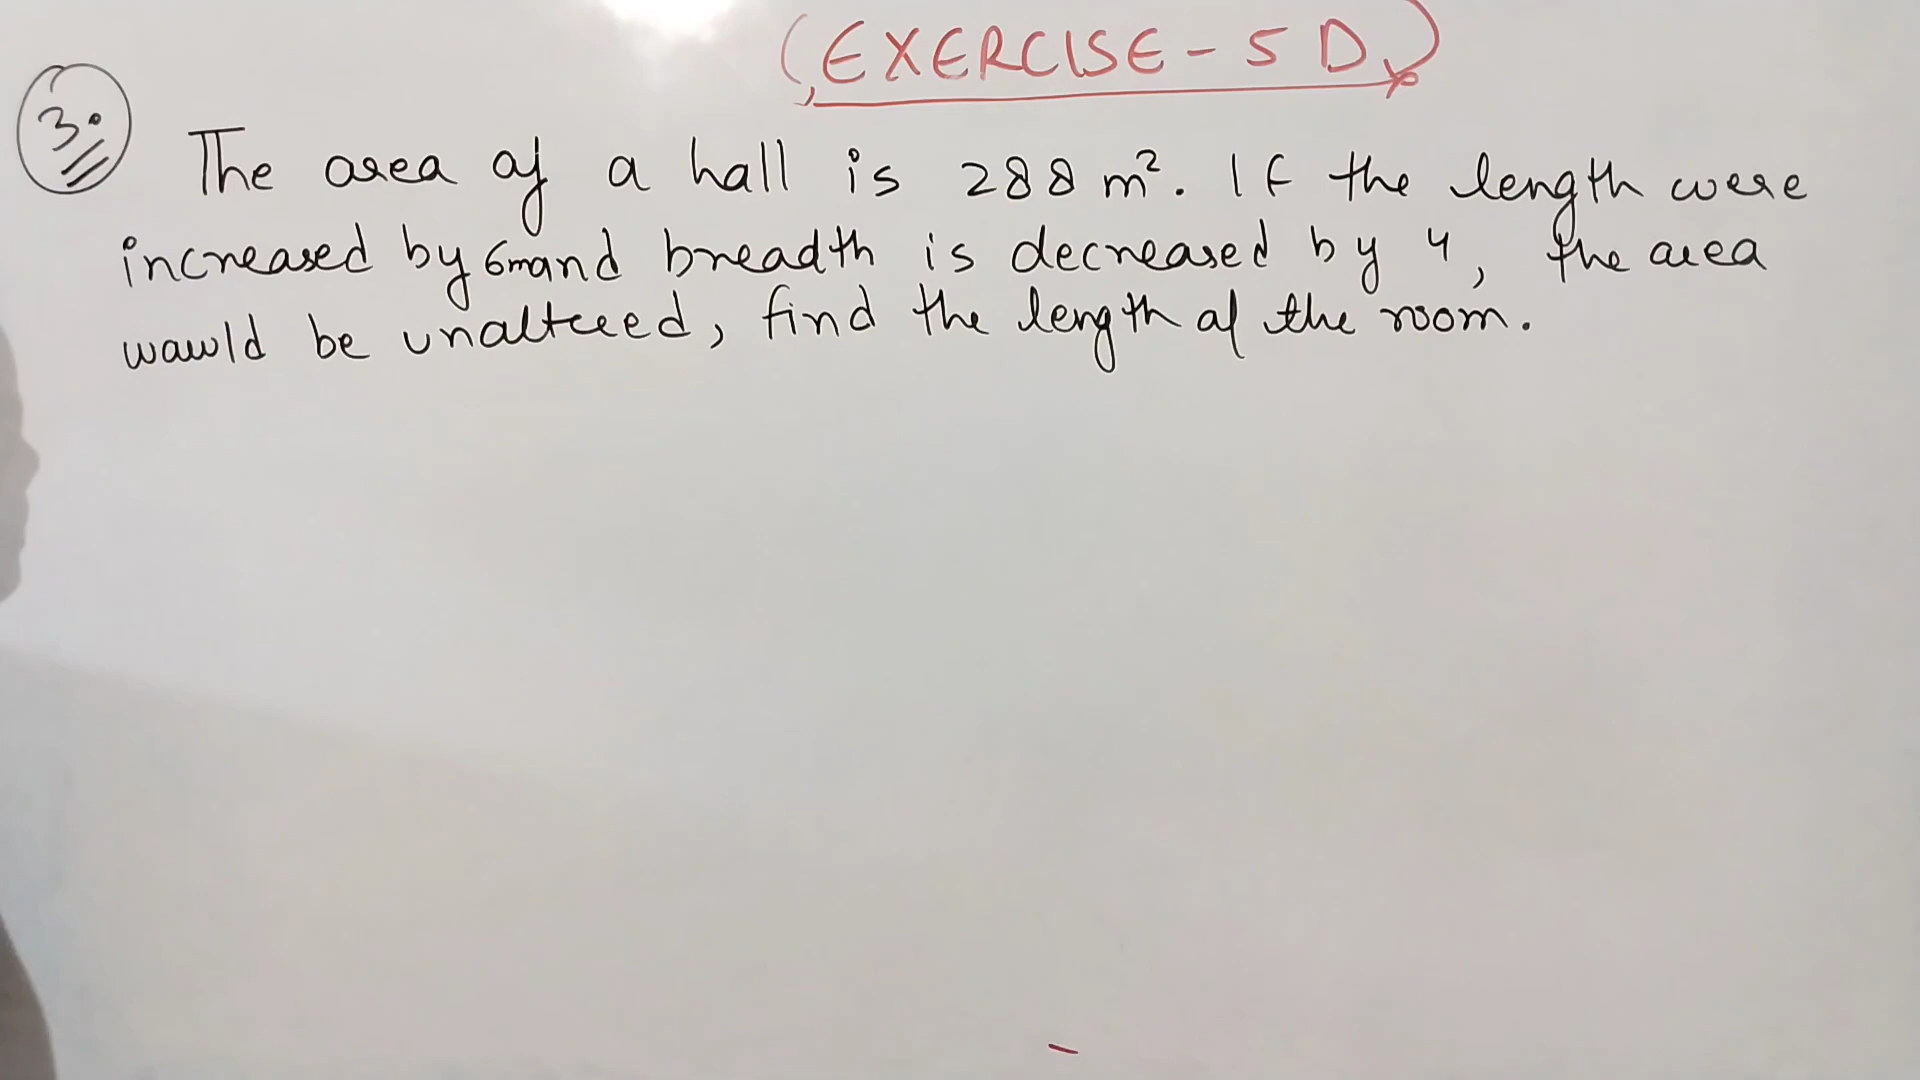 (EXERCISE - 5 D)
3. The area of a hall is 288 m². If the length were
increased by 6m and breadth is decreased by 4, the area
would be unaltered, find the length of the room.